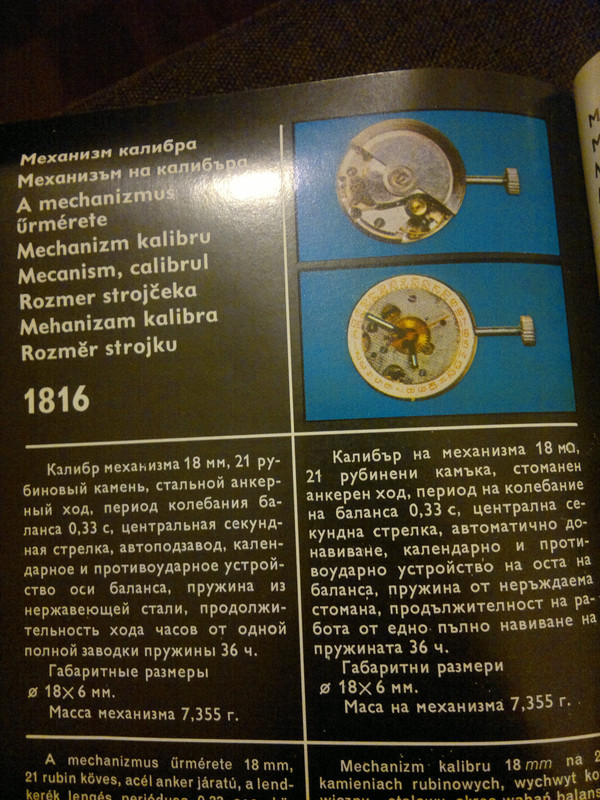 Механизм калибра
Механизъм на калибъра
A mechanizmus
űrmérete
Mechanizm kalibru
Mecanism, calibrul
Rozmer strojčeka
Mehanizam kalibra
Rozměr strojku
1816
Калибр механизма 18 мм, 21 ру-
биновый камень, стальной анкер-
ный ход, период колебания ба-
ланса 0,33 с, центральная секунд-
ная стрелка, автоподзавод, кален-
дарное и противоударное устрой-
ство оси баланса, пружина из
нержавеющей стали, продолжи-
тельность хода часов от одной
полной заводки пружины 36 ч.
Габаритные размеры
⌀ 18×6 мм.
Масса механизма 7,355 г.
Калибър на механизма 18 мм,
21 рубинени камъка, стоманен
анкерен ход, период на колебание
на баланса 0,33 с, централна се-
кундна стрелка, автоматично до-
навиване, календарно и проти-
воударно устройство на оста на
баланса, пружина от неръждаема
стомана, продължителност на ра-
бота от едно пълно навиване на
пружината 36 ч.
Габаритни размери
⌀ 18×6 мм.
Маса на механизма 7,355 г.
A mechanizmus űrmérete 18 mm,
21 rubin köves, acél anker járatú, a lend-
Mechanizm kalibru 18 mm na 2
kamieniach rubinowych, wychwyt ko